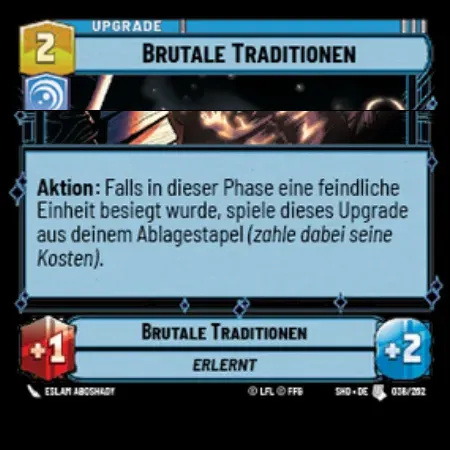 UPGRADE
2
BRUTALE TRADITIONEN
Aktion: Falls in dieser Phase eine feindliche
Einheit besiegt wurde, spiele dieses Upgrade
aus deinem Ablagestapel (zahle dabei seine
Kosten).
+1
BRUTALE TRADITIONEN
+2
ERLERNT
ESLAM ABOSHADY
© LFL © FFG
SHD • DE
038/262